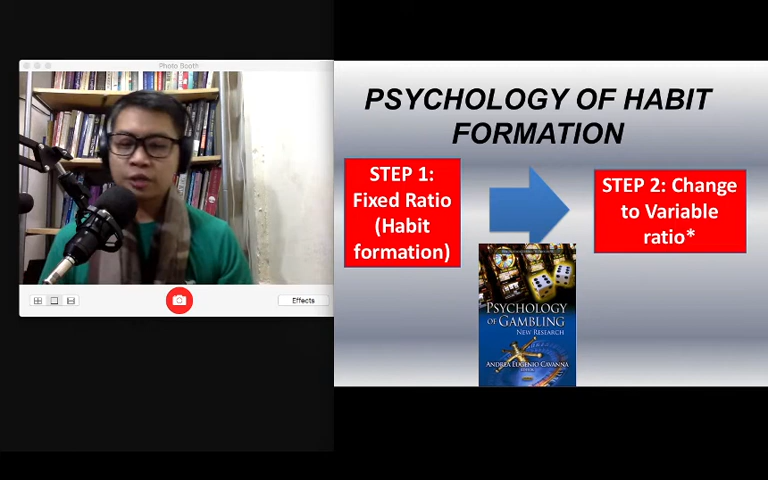 Photo Booth
PSYCHOLOGY OF HABIT
FORMATION
STEP 1:
Fixed Ratio
(Habit
formation)
STEP 2: Change
to Variable
ratio*
PSYCHOLOGY
OF GAMBLING
NEW RESEARCH
ANDREA EUGENIO CAVANNA
Effects